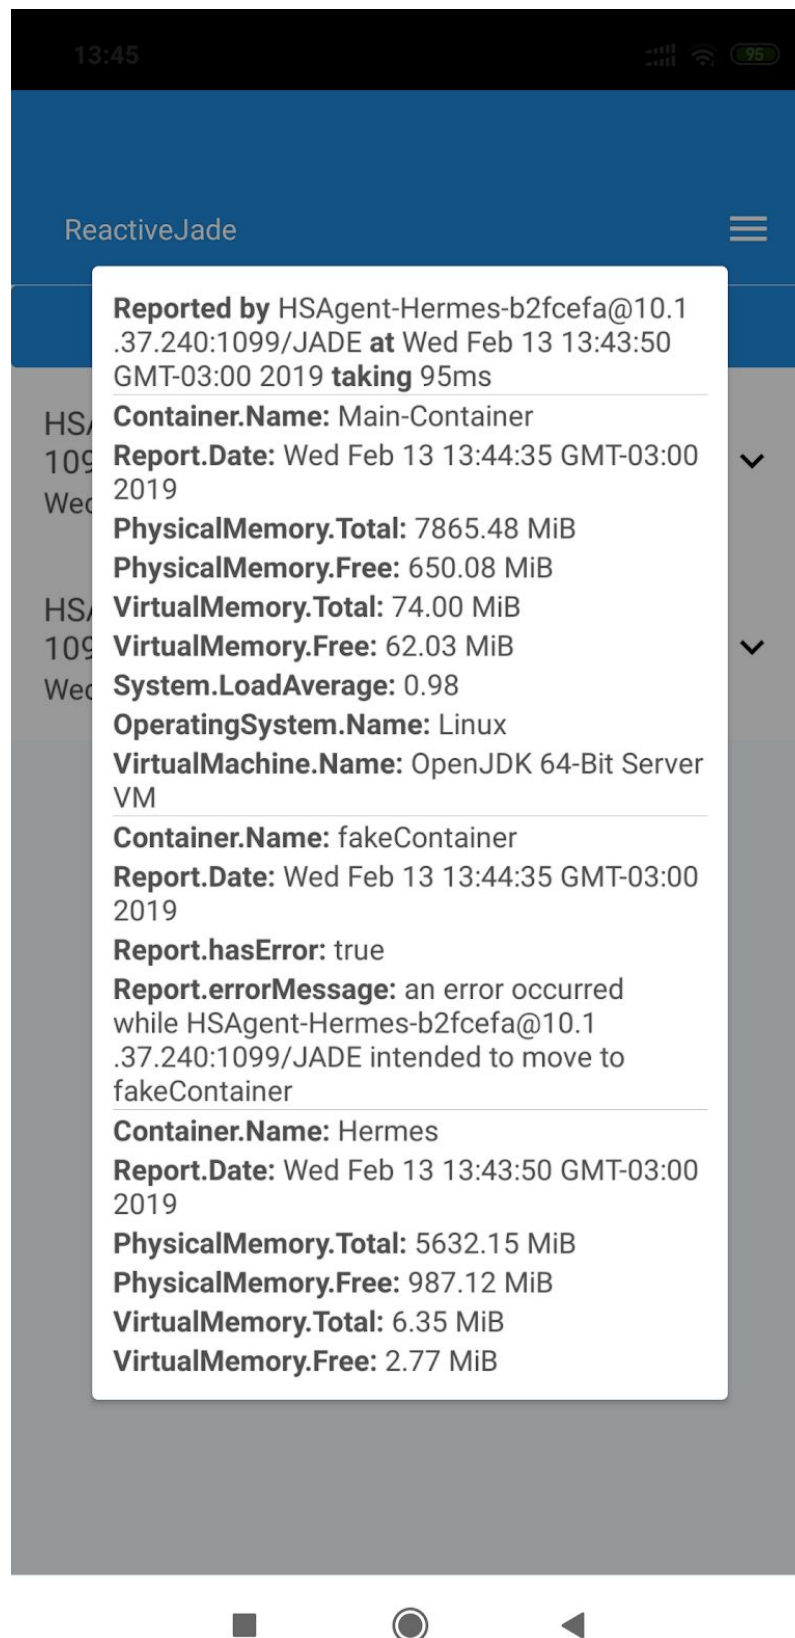 13:45
95
ReactiveJade
Reported by HSAgent-Hermes-b2fcefa@10.1
.37.240:1099/JADE at Wed Feb 13 13:43:50
GMT-03:00 2019 taking 95ms
Container.Name: Main-Container
Report.Date: Wed Feb 13 13:44:35 GMT-03:00
2019
PhysicalMemory.Total: 7865.48 MiB
PhysicalMemory.Free: 650.08 MiB
VirtualMemory.Total: 74.00 MiB
VirtualMemory.Free: 62.03 MiB
System.LoadAverage: 0.98
OperatingSystem.Name: Linux
VirtualMachine.Name: OpenJDK 64-Bit Server
VM
Container.Name: fakeContainer
Report.Date: Wed Feb 13 13:44:35 GMT-03:00
2019
Report.hasError: true
Report.errorMessage: an error occurred
while HSAgent-Hermes-b2fcefa@10.1
.37.240:1099/JADE intended to move to
fakeContainer
Container.Name: Hermes
Report.Date: Wed Feb 13 13:43:50 GMT-03:00
2019
PhysicalMemory.Total: 5632.15 MiB
PhysicalMemory.Free: 987.12 MiB
VirtualMemory.Total: 6.35 MiB
VirtualMemory.Free: 2.77 MiB